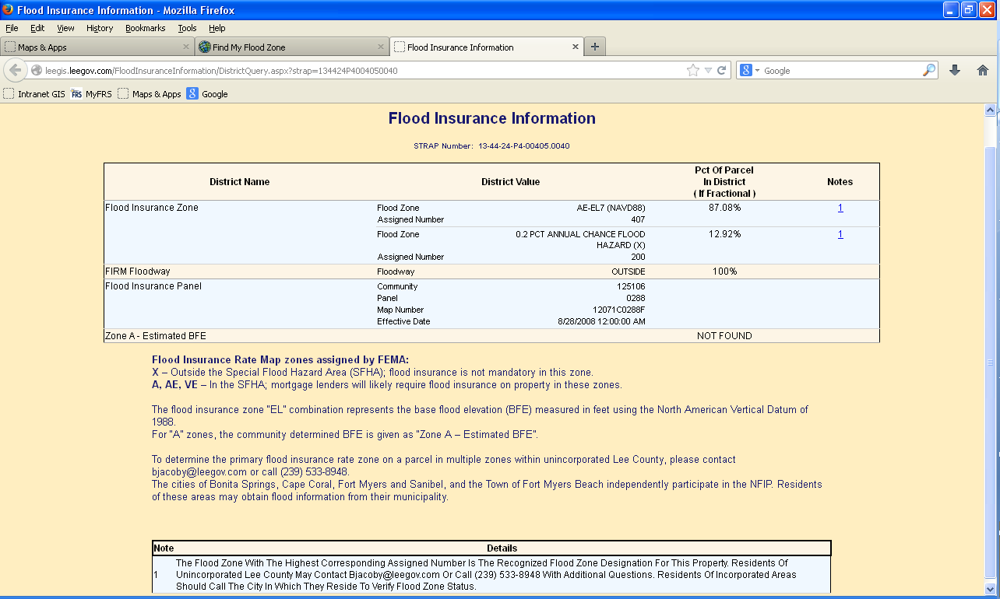 Flood Insurance Information - Mozilla Firefox
File Edit View History Bookmarks Tools Help
Maps & Apps Find My Flood Zone Flood Insurance Information
leegis.leegov.com/FloodInsuranceInformation/DistrictQuery.aspx?strap=134424P4004050040 Google
Intranet GIS MyFRS Maps & Apps Google
Flood Insurance Information
STRAP Number: 13-44-24-P4-00405.0040
District Name District Value Pct Of Parcel
In District
( If Fractional ) Notes
Flood Insurance Zone Flood Zone AE-EL7 (NAVD88) 87.08% 1
Assigned Number 407
Flood Zone 0.2 PCT ANNUAL CHANCE FLOOD 12.92% 1
HAZARD (X)
Assigned Number 200
FIRM Floodway Floodway OUTSIDE 100%
Flood Insurance Panel Community 125106
Panel 0288
Map Number 12071C0288F
Effective Date 8/28/2008 12:00:00 AM
Zone A - Estimated BFE NOT FOUND
Flood Insurance Rate Map zones assigned by FEMA:
X – Outside the Special Flood Hazard Area (SFHA); flood insurance is not mandatory in this zone.
A, AE, VE – In the SFHA; mortgage lenders will likely require flood insurance on property in these zones.
The flood insurance zone "EL" combination represents the base flood elevation (BFE) measured in feet using the North American Vertical Datum of
1988.
For "A" zones, the community determined BFE is given as "Zone A – Estimated BFE".
To determine the primary flood insurance rate zone on a parcel in multiple zones within unincorporated Lee County, please contact
bjacoby@leegov.com or call (239) 533-8948.
The cities of Bonita Springs, Cape Coral, Fort Myers and Sanibel, and the Town of Fort Myers Beach independently participate in the NFIP. Residents
of these areas may obtain flood information from their municipality.
Note Details
The Flood Zone With The Highest Corresponding Assigned Number Is The Recognized Flood Zone Designation For This Property. Residents Of
1 Unincorporated Lee County May Contact Bjacoby@leegov.com Or Call (239) 533-8948 With Additional Questions. Residents Of Incorporated Areas
Should Call The City In Which They Reside To Verify Flood Zone Status.